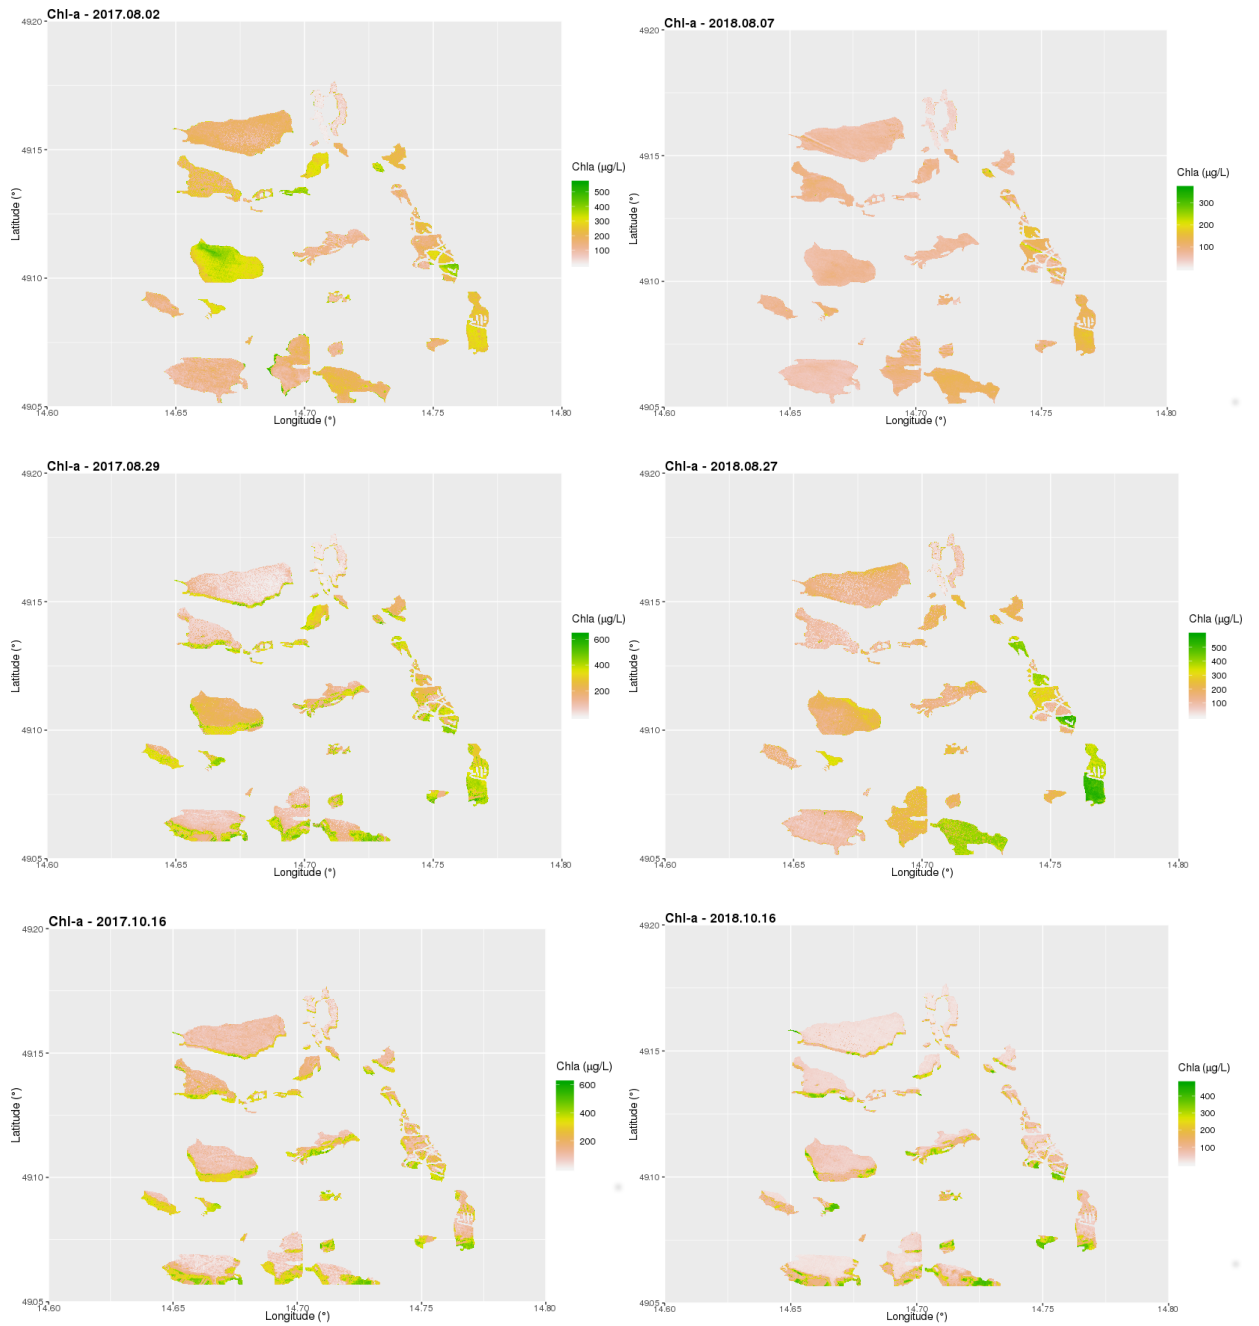 Chl-a - 2017.08.02
4920
4915
4910
4905
Latitude (°)
14.60 14.65 14.70 14.75 14.80
Longitude (°)
Chla (μg/L)
500
400
300
200
100
Chl-a - 2018.08.07
4920
4915
4910
4905
Latitude (°)
14.60 14.65 14.70 14.75 14.80
Longitude (°)
Chla (μg/L)
300
200
100
Chl-a - 2017.08.29
4920
4915
4910
4905
Latitude (°)
14.60 14.65 14.70 14.75 14.80
Longitude (°)
Chla (μg/L)
600
400
200
Chl-a - 2018.08.27
4920
4915
4910
4905
Latitude (°)
14.60 14.65 14.70 14.75 14.80
Longitude (°)
Chla (μg/L)
500
400
300
200
100
Chl-a - 2017.10.16
4920
4915
4910
4905
Latitude (°)
14.60 14.65 14.70 14.75 14.80
Longitude (°)
Chla (μg/L)
600
400
200
Chl-a - 2018.10.16
4920
4915
4910
4905
Latitude (°)
14.60 14.65 14.70 14.75 14.80
Longitude (°)
Chla (μg/L)
400
300
200
100